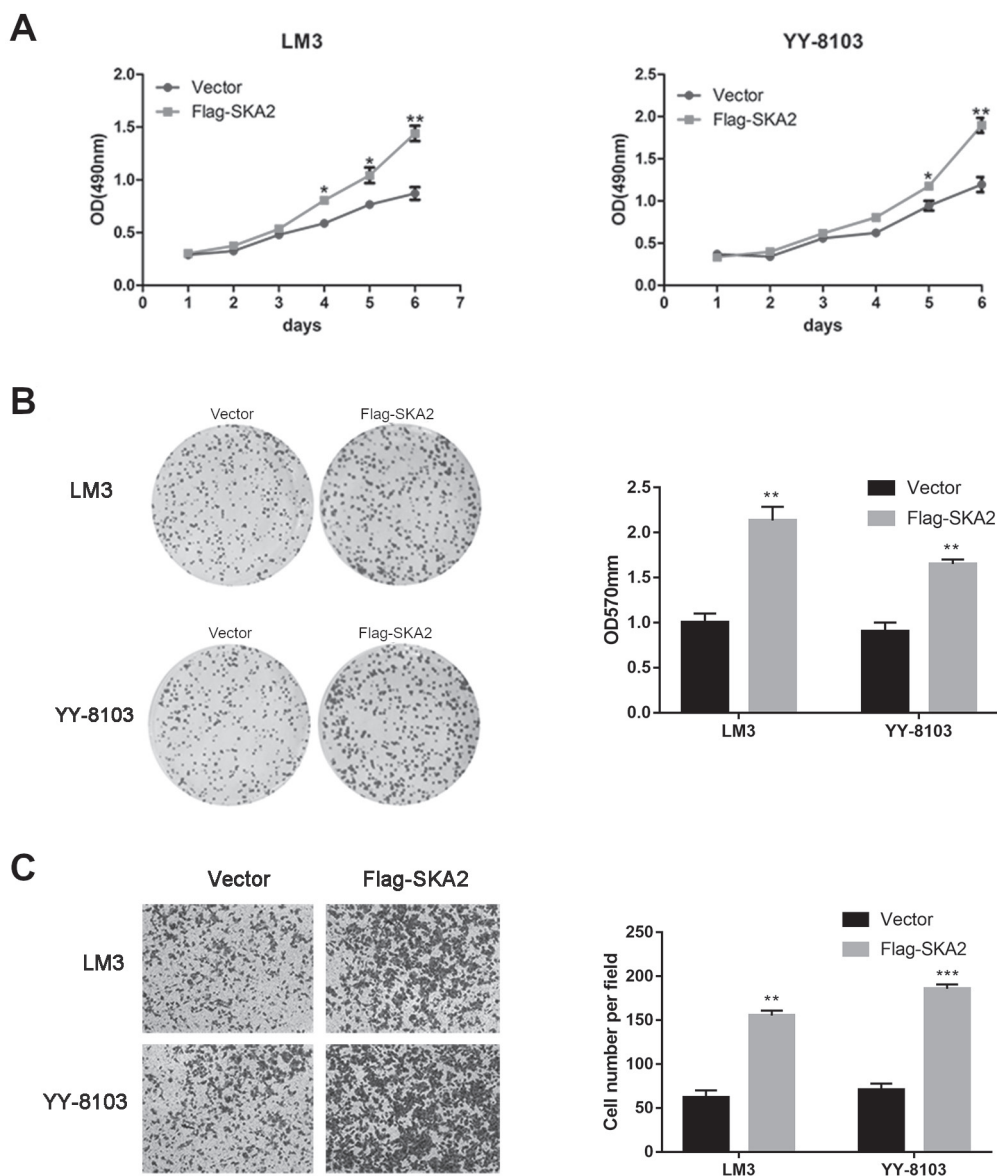 A
LM3
Vector
Flag-SKA2
OD(490nm)
2.0
1.5
1.0
0.5
0.0
*
*
**
0 1 2 3 4 5 6 7
days
YY-8103
Vector
Flag-SKA2
OD(490nm)
2.5
2.0
1.5
1.0
0.5
0.0
*
**
0 1 2 3 4 5 6
days
B
Vector Flag-SKA2
LM3
Vector Flag-SKA2
YY-8103
Vector
Flag-SKA2
OD570mm
2.5
2.0
1.5
1.0
0.5
0.0
**
**
LM3 YY-8103
C
Vector Flag-SKA2
LM3
YY-8103
Vector
Flag-SKA2
Cell number per field
250
200
150
100
50
0
**
***
LM3 YY-8103